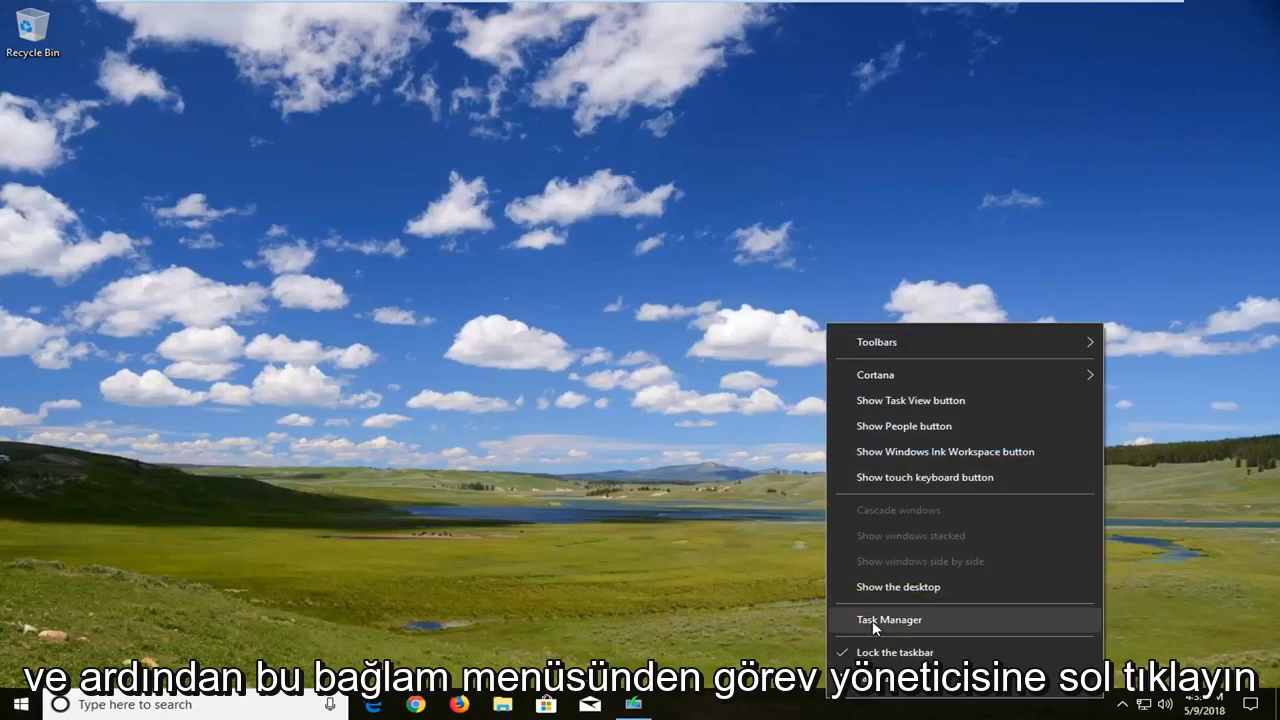 Recycle Bin
Toolbars
Cortana
Show Task View button
Show People button
Show Windows Ink Workspace button
Show touch keyboard button
Cascade windows
Show windows stacked
Show windows side by side
Show the desktop
Task Manager
Lock the taskbar
ve ardından bu bağlam menüsünden görev yöneticisine sol tıklayın
Type here to search
5/9/2018